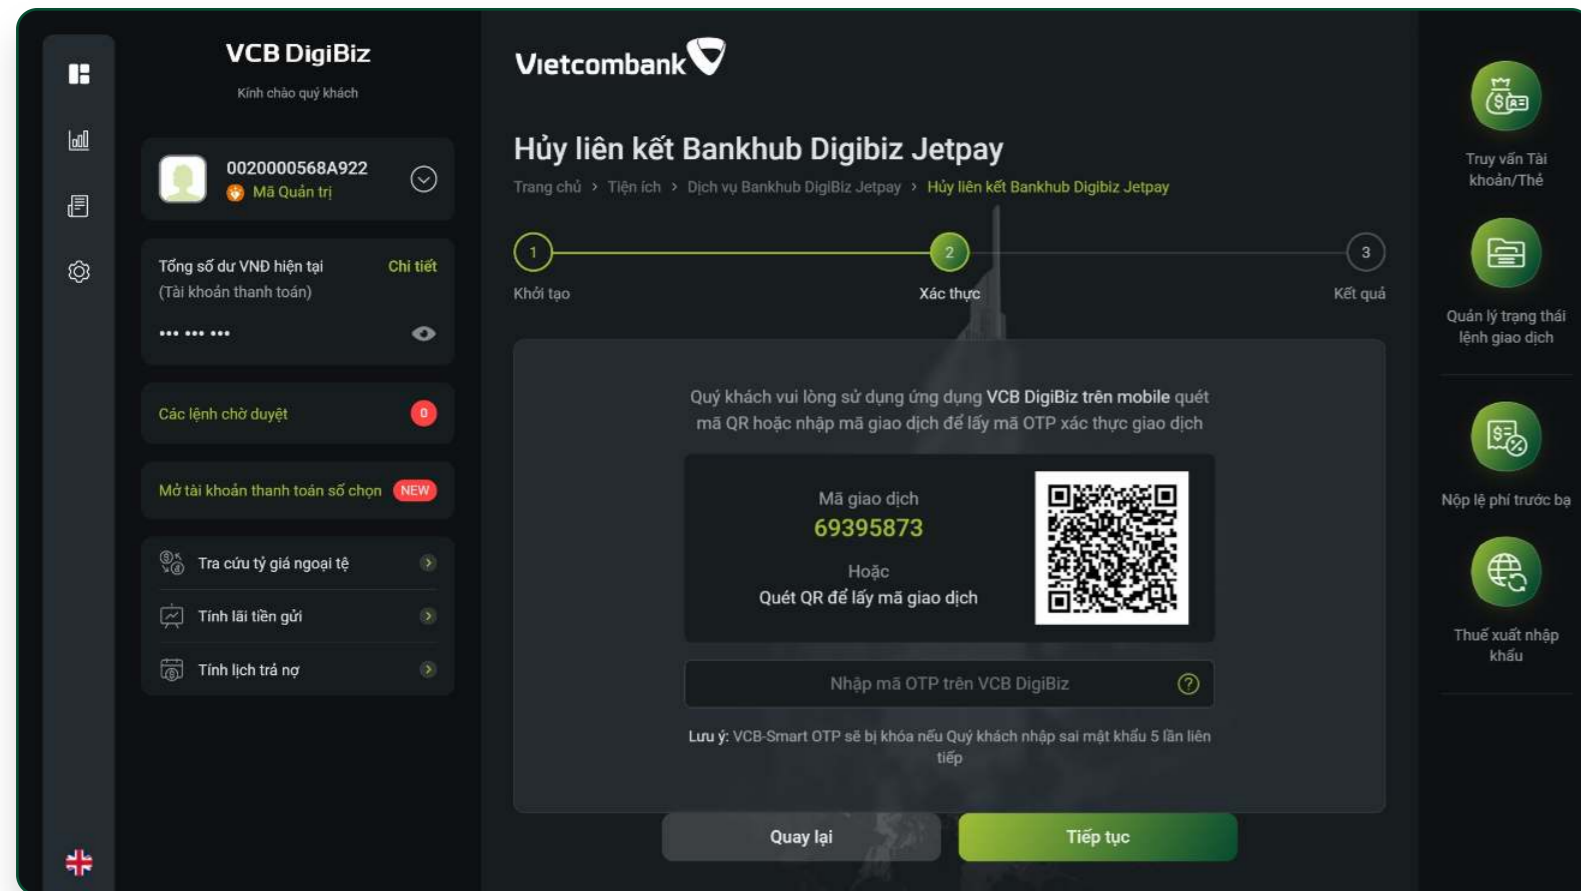 VCB DigiBiz
Kính chào quý khách
0020000568A922
Mã Quản trị
Tổng số dư VNĐ hiện tại
Chi tiết
(Tài khoản thanh toán)
Các lệnh chờ duyệt
0
Mở tài khoản thanh toán số chọn
NEW
Tra cứu tỷ giá ngoại tệ
Tính lãi tiền gửi
Tính lịch trả nợ
Vietcombank
Hủy liên kết Bankhub Digibiz Jetpay
Trang chủ > Tiện ích > Dịch vụ Bankhub DigiBiz Jetpay > Hủy liên kết Bankhub Digibiz Jetpay
1
2
3
Khởi tạo
Xác thực
Kết quả
Quý khách vui lòng sử dụng ứng dụng VCB DigiBiz trên mobile quét
mã QR hoặc nhập mã giao dịch để lấy mã OTP xác thực giao dịch
Mã giao dịch
69395873
Hoặc
Quét QR để lấy mã giao dịch
Nhập mã OTP trên VCB DigiBiz
?
Lưu ý: VCB-Smart OTP sẽ bị khóa nếu Quý khách nhập sai mật khẩu 5 lần liên
tiếp
Quay lại
Tiếp tục
Truy vấn Tài
khoản/Thẻ
Quản lý trạng thái
lệnh giao dịch
Nộp lệ phí trước bạ
Thuế xuất nhập
khẩu